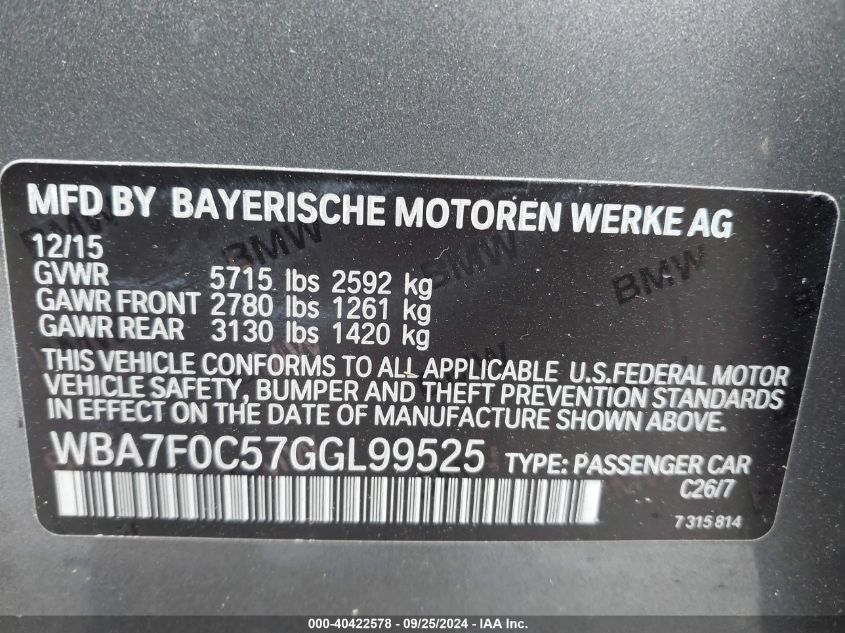 MFD BY BAYERISCHE MOTOREN WERKE AG
12/15
GVWR 5715 lbs 2592 kg
GAWR FRONT 2780 lbs 1261 kg
GAWR REAR 3130 lbs 1420 kg
THIS VEHICLE CONFORMS TO ALL APPLICABLE U.S.FEDERAL MOTOR
VEHICLE SAFETY, BUMPER AND THEFT PREVENTION STANDARDS
IN EFFECT ON THE DATE OF MANUFACTURE SHOWN ABOVE.
WBA7F0C57GGL99525 TYPE: PASSENGER CAR
C26/7
7 315 814
BMW
BMW
BMW
000-40422578 - 09/25/2024 - IAA Inc.